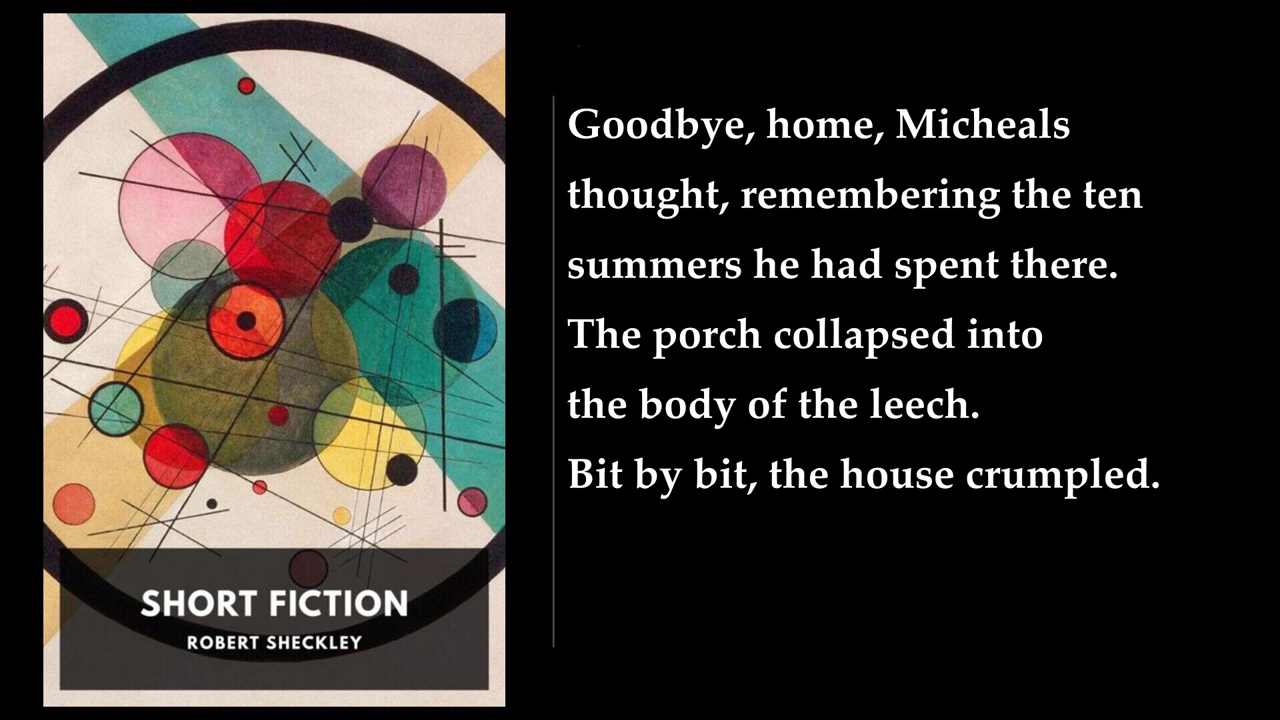 SHORT FICTION
ROBERT SHECKLEY
Goodbye, home, Micheals
thought, remembering the ten
summers he had spent there.
The porch collapsed into
the body of the leech.
Bit by bit, the house crumpled.